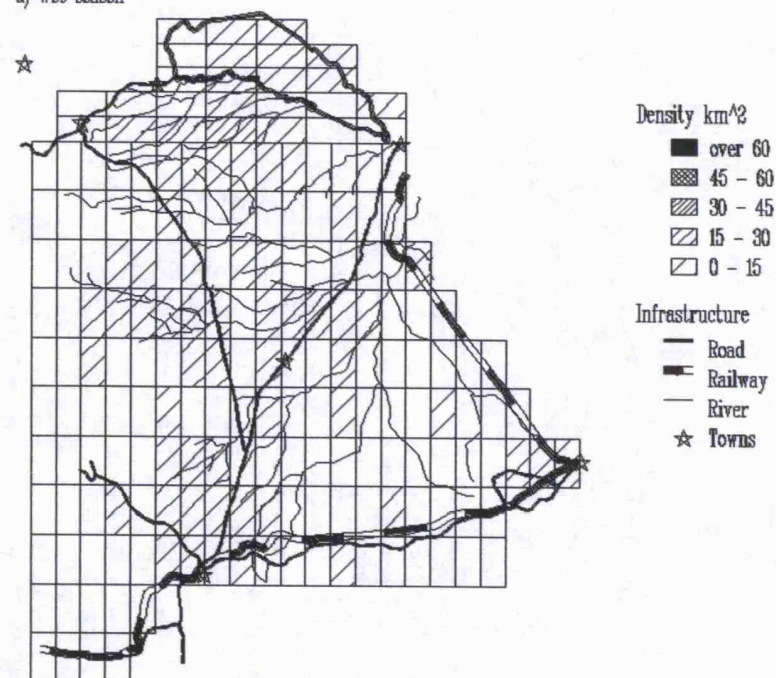 Density km^2
over 60
45 - 60
30 - 45
15 - 30
0 - 15
Infrastructure
Road
Railway
River
Towns